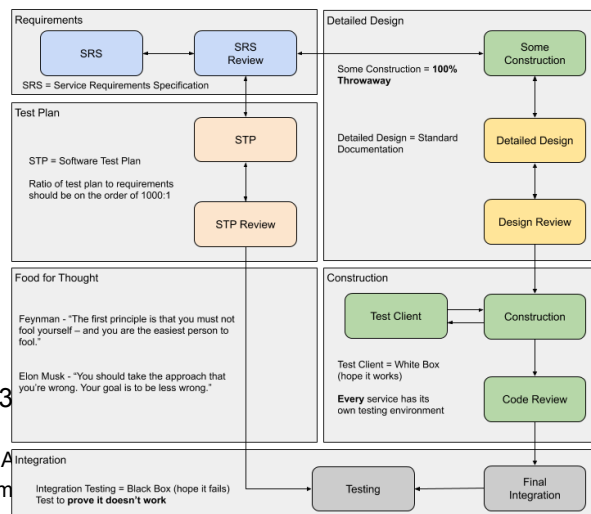 Requirements
SRS
SRS
Review
SRS = Service Requirements Specification
Detailed Design
Some
Construction
Some Construction = 100%
Throwaway
Detailed Design = Standard
Documentation
Detailed Design
Design Review
Test Plan
STP
STP = Software Test Plan
Ratio of test plan to requirements
should be on the order of 1000:1
STP Review
Food for Thought
Feynman - “The first principle is that you must not
fool yourself – and you are the easiest person to
fool.”
Elon Musk - “You should take the approach that
you’re wrong. Your goal is to be less wrong.”
Construction
Test Client
Construction
Test Client = White Box
(hope it works)
Every service has its
own testing environment
Code Review
3
A
m
Integration
Integration Testing = Black Box (hope it fails)
Test to prove it doesn’t work
Testing
Final
Integration